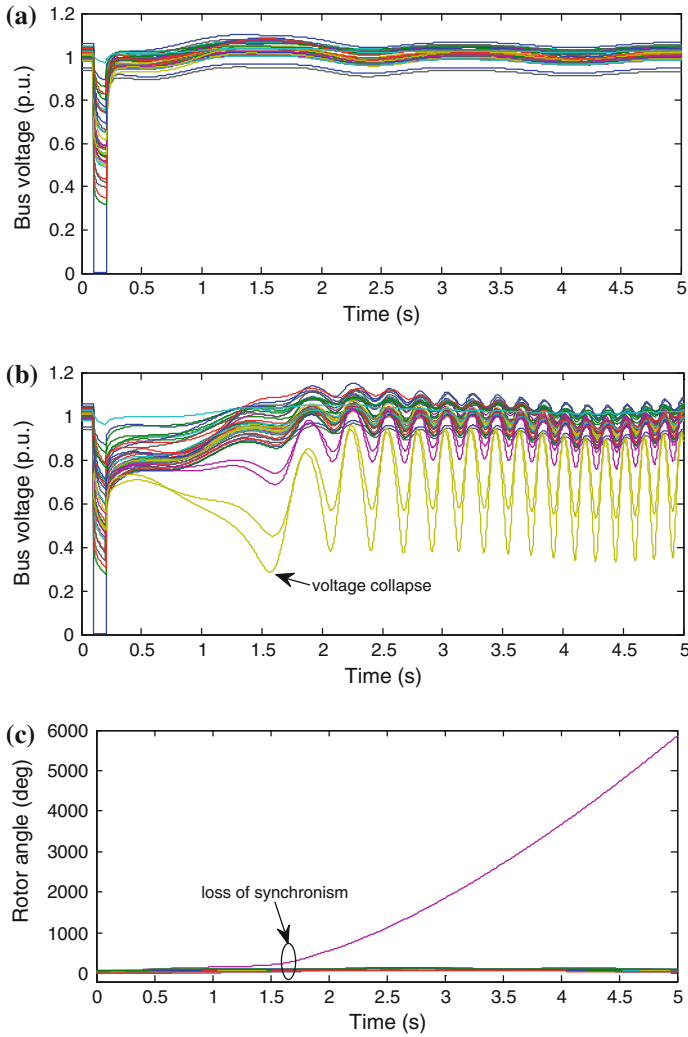 (a)
1.2
1
0.8
0.6
0.4
0.2
0
Bus voltage (p.u.)
0 0.5 1 1.5 2 2.5 3 3.5 4 4.5 5
Time (s)
(b)
1.2
1
0.8
0.6
0.4
0.2
0
Bus voltage (p.u.)
voltage collapse
0 0.5 1 1.5 2 2.5 3 3.5 4 4.5 5
Time (s)
(c)
6000
5000
4000
3000
2000
1000
0
Rotor angle (deg)
loss of synchronism
0 0.5 1 1.5 2 2.5 3 3.5 4 4.5 5
Time (s)